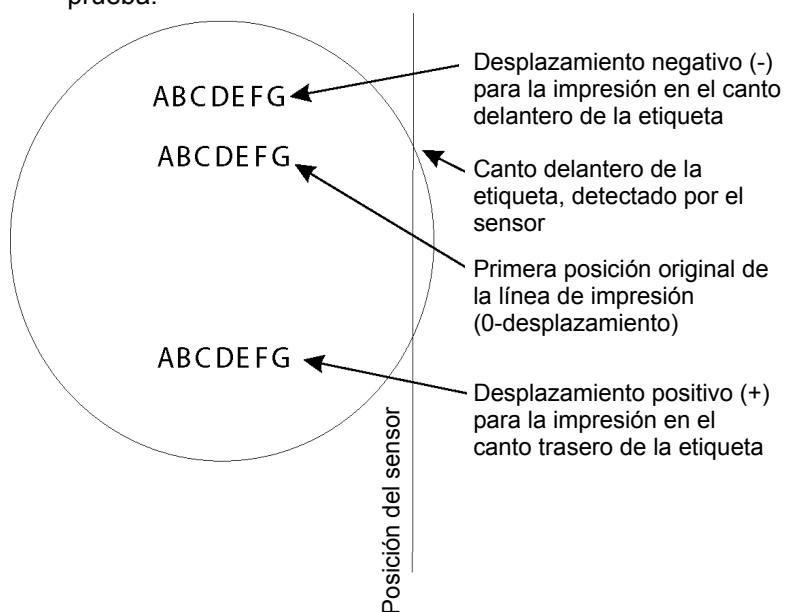 prueba.
ABCDEFG
Desplazamiento negativo (-)
para la impresión en el canto
delantero de la etiqueta
ABCDEFG
Canto delantero de la
etiqueta, detectado por el
sensor
Primera posición original de
la línea de impresión
(0-desplazamiento)
ABCDEFG
Desplazamiento positivo (+)
para la impresión en el
canto trasero de la etiqueta
Posición del sensor